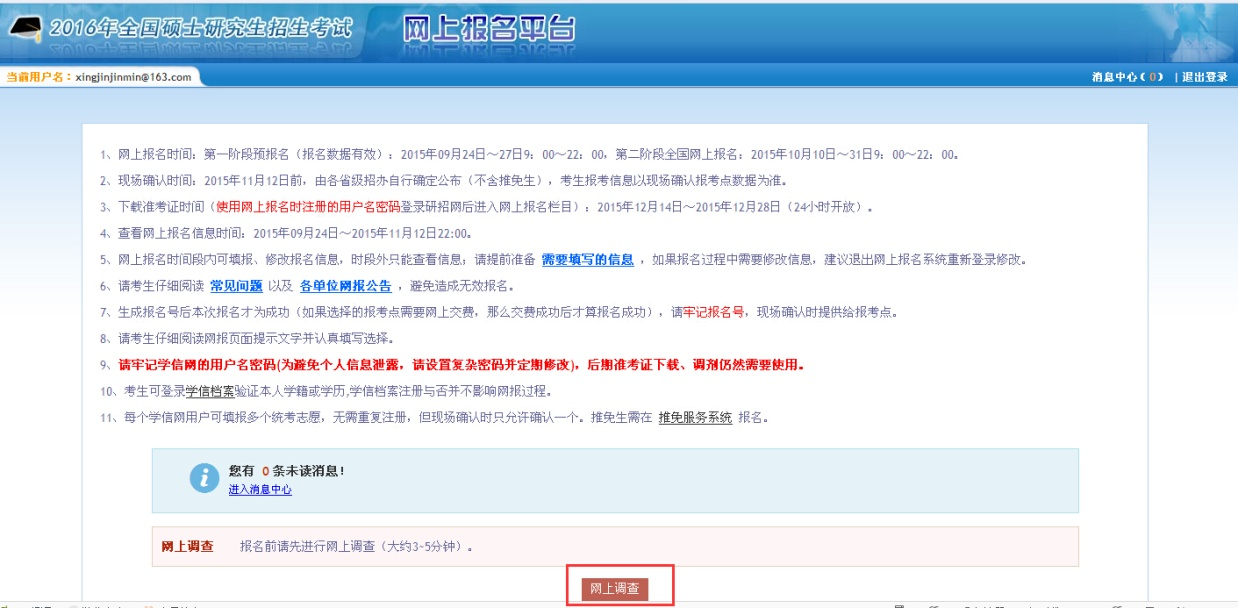 2016年全国硕士研究生招生考试 网上报名平台
当前用户名：xingjinjinmin@163.com 消息中心（0） | 退出登录
1、网上报名时间：第一阶段预报名（报名数据有效）：2015年09月24日～27日9：00～22：00，第二阶段全国网上报名：2015年10月10日～31日9：00～22：00。
2、现场确认时间：2015年11月12日前，由各省级招办自行确定公布（不含推免生），考生报考信息以现场确认报考点数据为准。
3、下载准考证时间（使用网上报名时注册的用户名密码登录研招网后进入网上报名栏目）：2015年12月14日～2015年12月28日（24小时开放）。
4、查看网上报名信息时间：2015年09月24日～2015年11月12日22:00。
5、网上报名时间段内可填报、修改报名信息，时段外只能查看信息；请提前准备 需要填写的信息 ，如果报名过程中需要修改信息，建议退出网上报名系统重新登录修改。
6、请考生仔细阅读 常见问题 以及 各单位网报公告 ，避免造成无效报名。
7、生成报名号后本次报名才为成功（如果选择的报考点需要网上交费，那么交费成功后才算报名成功），请牢记报名号，现场确认时提供给报考点。
8、请考生仔细阅读网报页面提示文字并认真填写选择。
9、请牢记学信网的用户名密码(为避免个人信息泄露，请设置复杂密码并定期修改)，后期准考证下载、调剂仍然需要使用。
10、考生可登录学信档案验证本人学籍或学历,学信档案注册与否并不影响网报过程。
11、每个学信网用户可填报多个统考志愿，无需重复注册，但现场确认时只允许确认一个。推免生需在 推免服务系统 报名。
您有 0 条未读消息！
进入消息中心
网上调查 报名前请先进行网上调查（大约3-5分钟）。
网上调查